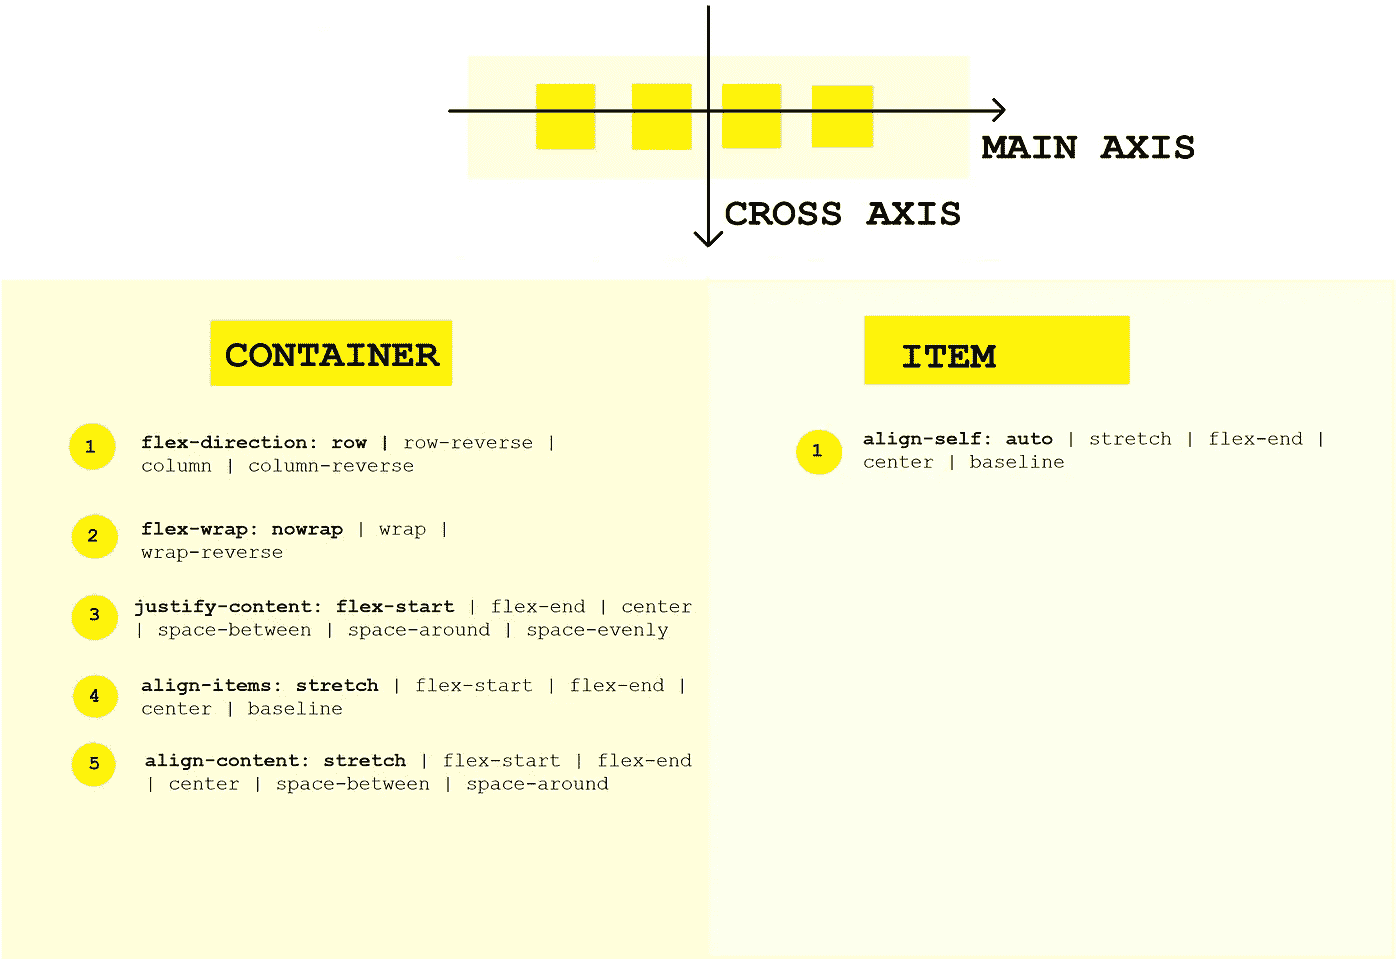 MAIN AXIS
CROSS AXIS
CONTAINER
1
flex-direction: row | row-reverse |
column | column-reverse
2
flex-wrap: nowrap | wrap |
wrap-reverse
3
justify-content: flex-start | flex-end | center
| space-between | space-around | space-evenly
4
align-items: stretch | flex-start | flex-end |
center | baseline
5
align-content: stretch | flex-start | flex-end
| center | space-between | space-around
ITEM
1
align-self: auto | stretch | flex-end |
center | baseline